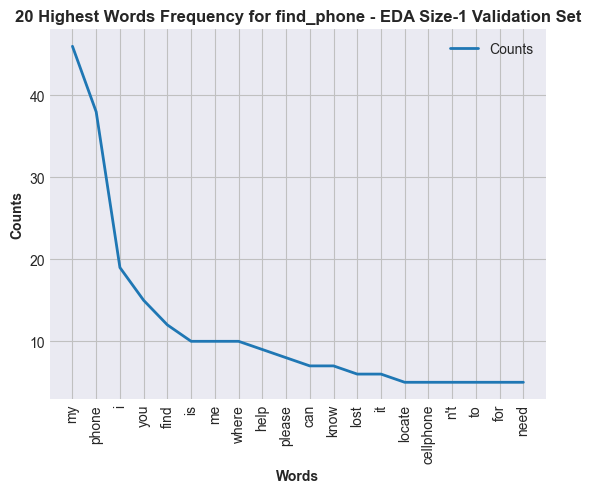 20 Highest Words Frequency for find_phone - EDA Size-1 Validation Set
Counts
40
30
20
10
Counts
my
phone
i
you
find
is
me
where
help
please
can
know
lost
it
locate
cellphone
n't
to
for
need
Words